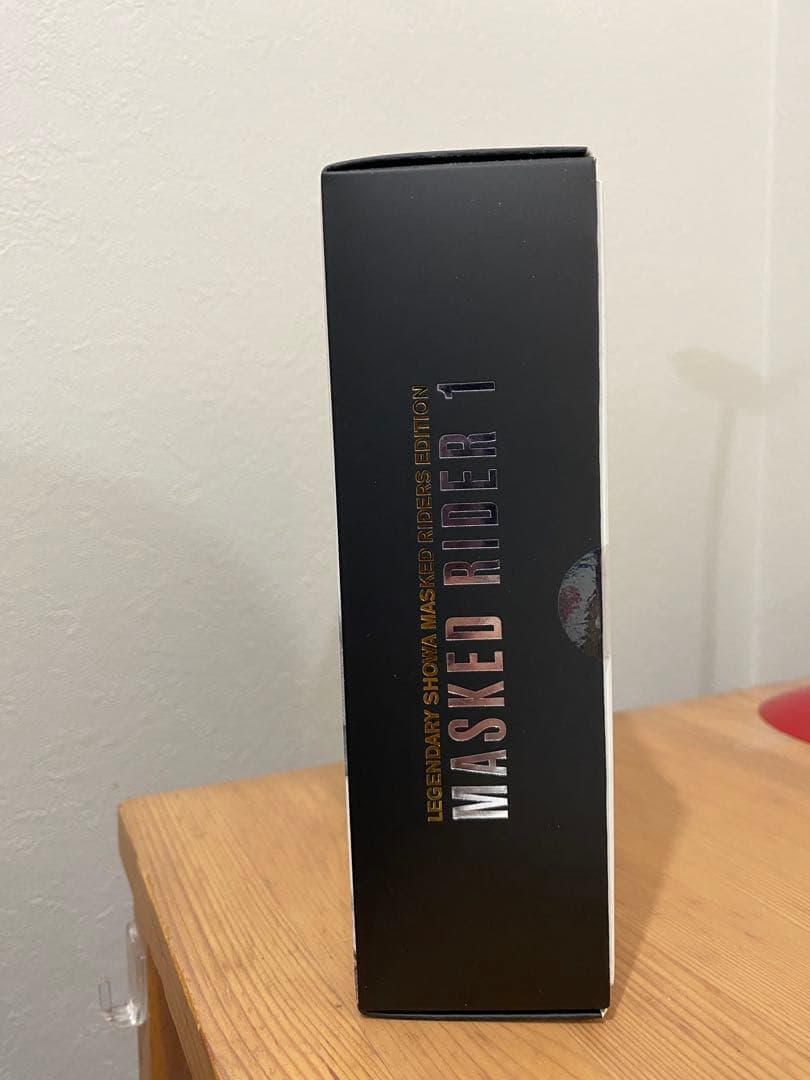 LEGENDARY SHOWA MASKED RIDERS EDITION
MASKED RIDER 1